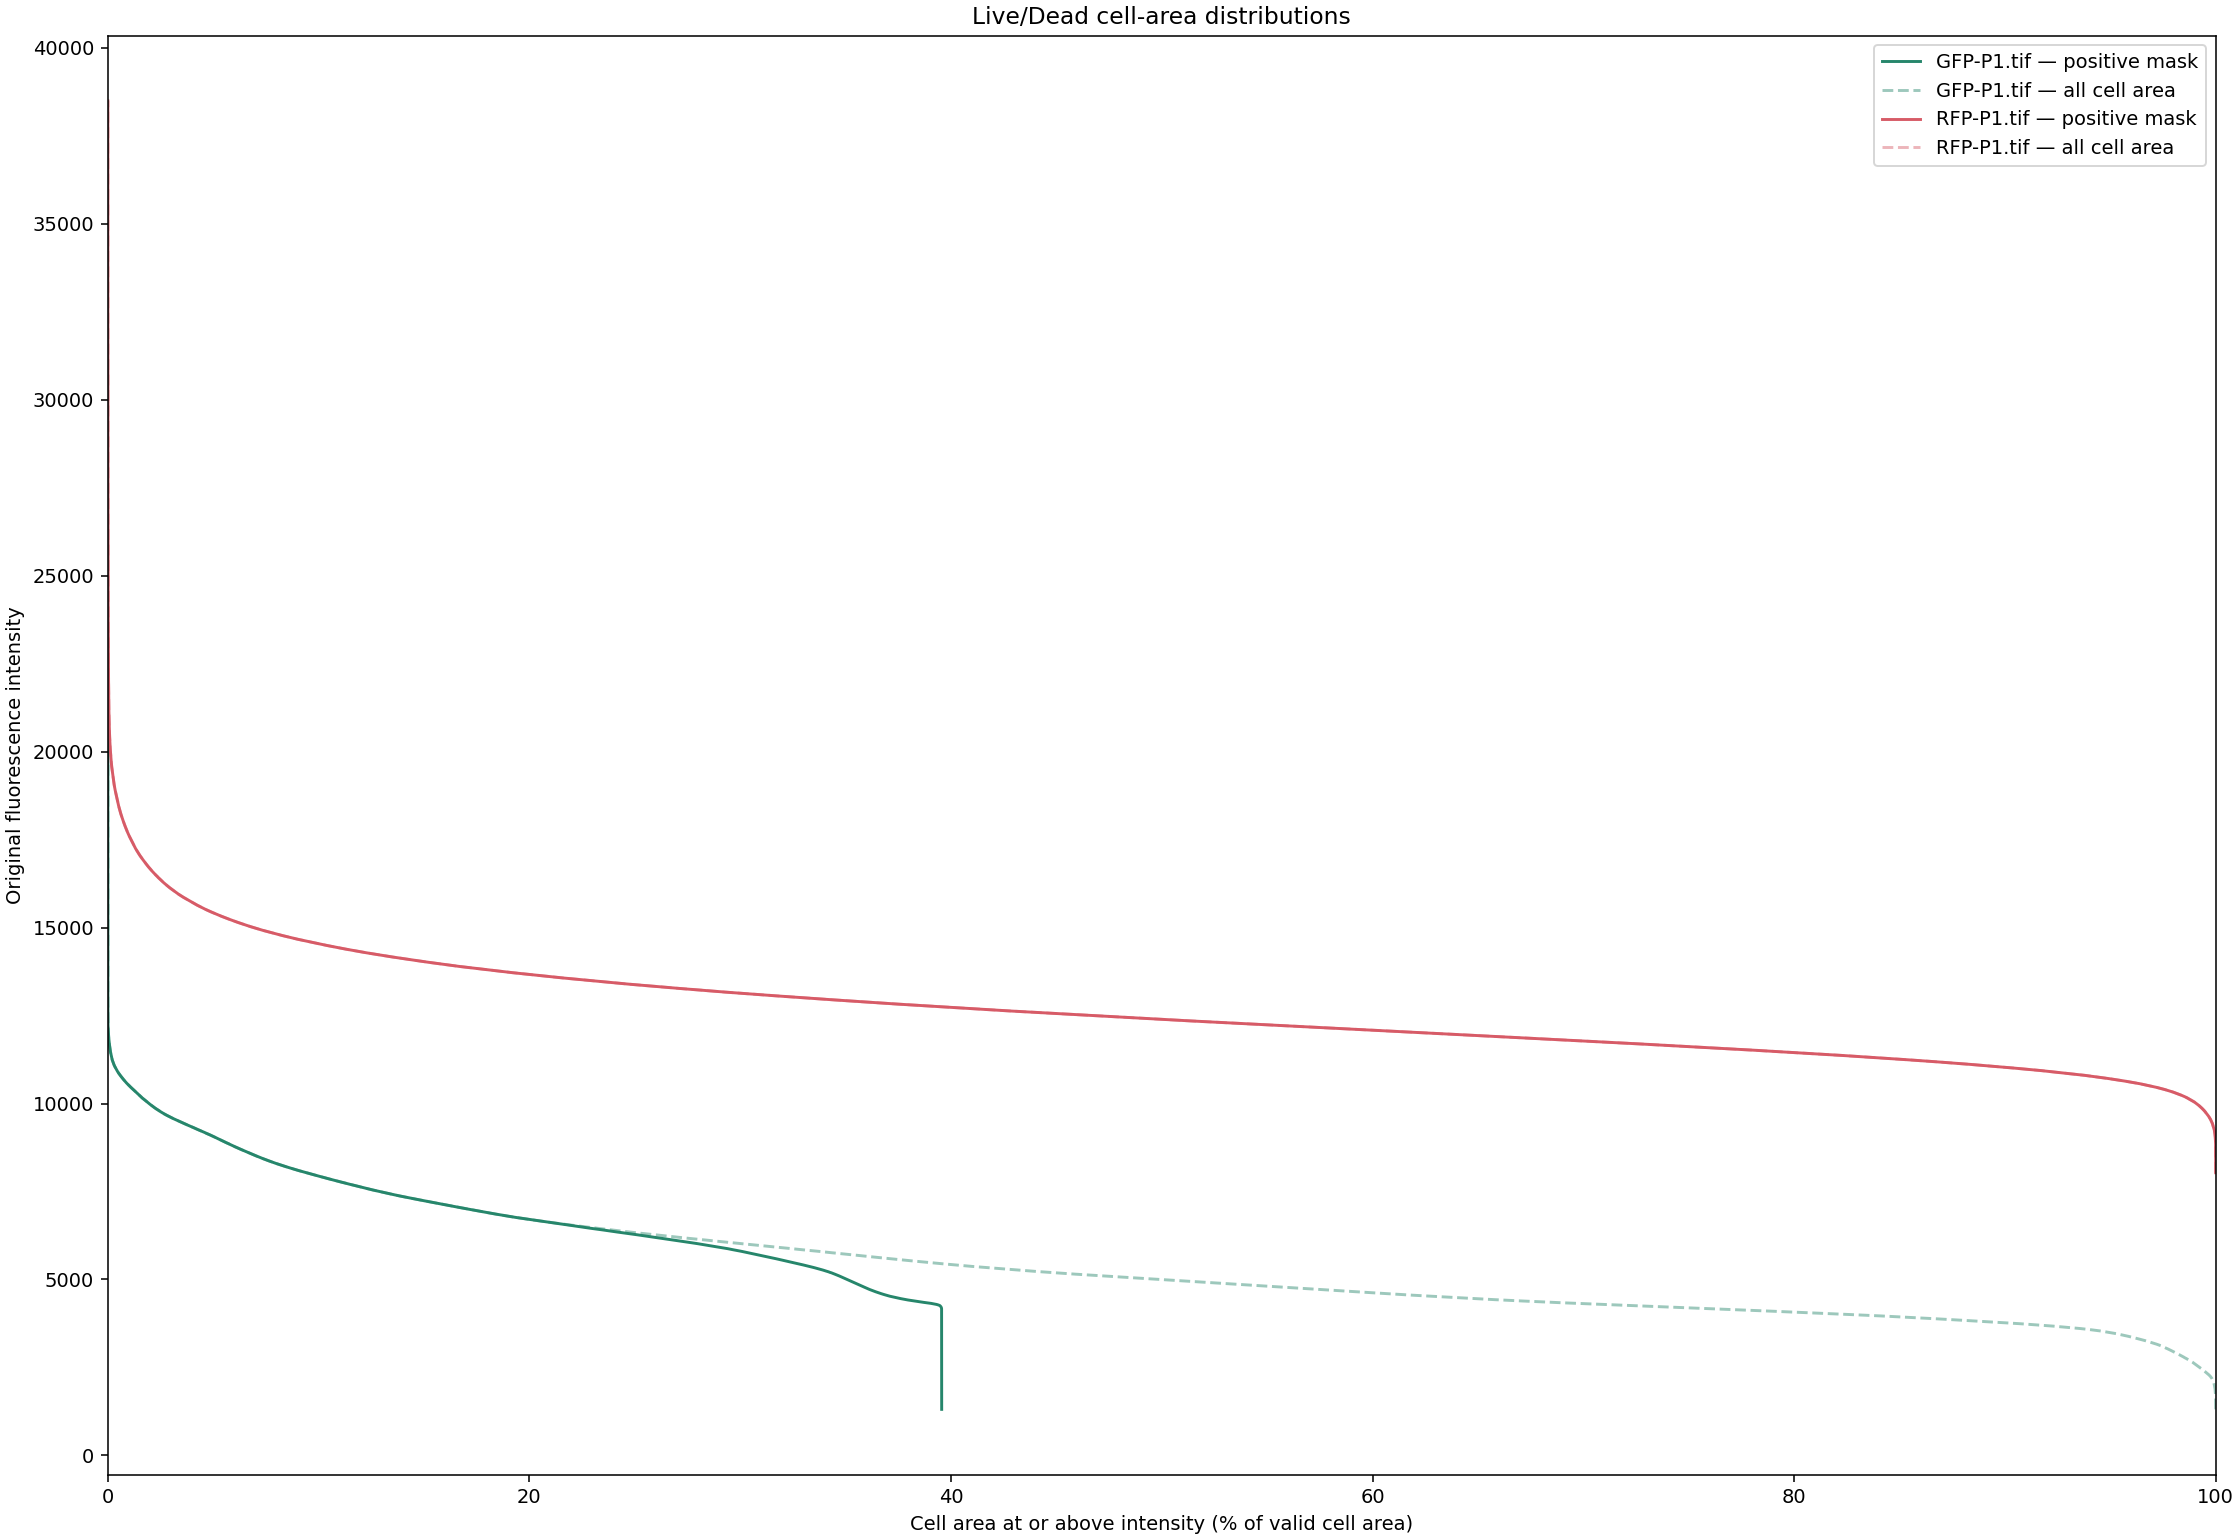 Live/Dead cell-area distributions
GFP-P1.tif — positive mask
GFP-P1.tif — all cell area
RFP-P1.tif — positive mask
RFP-P1.tif — all cell area
Original fluorescence intensity
40000
35000
30000
25000
20000
15000
10000
5000
0
0 20 40 60 80 100
Cell area at or above intensity (% of valid cell area)